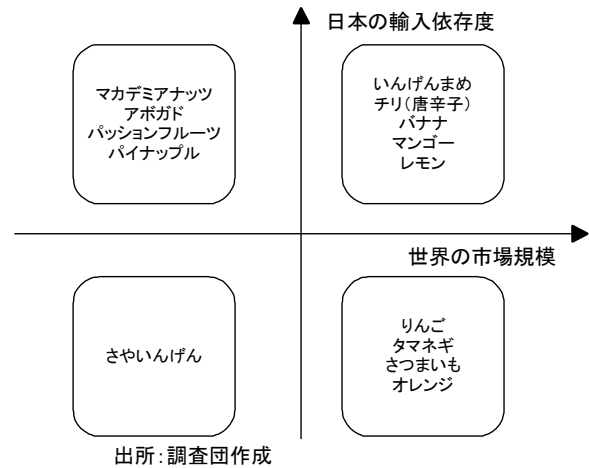 日本の輸入依存度
マカデミアナッツ
アボガド
パッションフルーツ
パイナップル
いんげんまめ
チリ（唐辛子）
バナナ
マンゴー
レモン
世界の市場規模
さやいんげん
りんご
タマネギ
さつまいも
オレンジ
出所：調査団作成